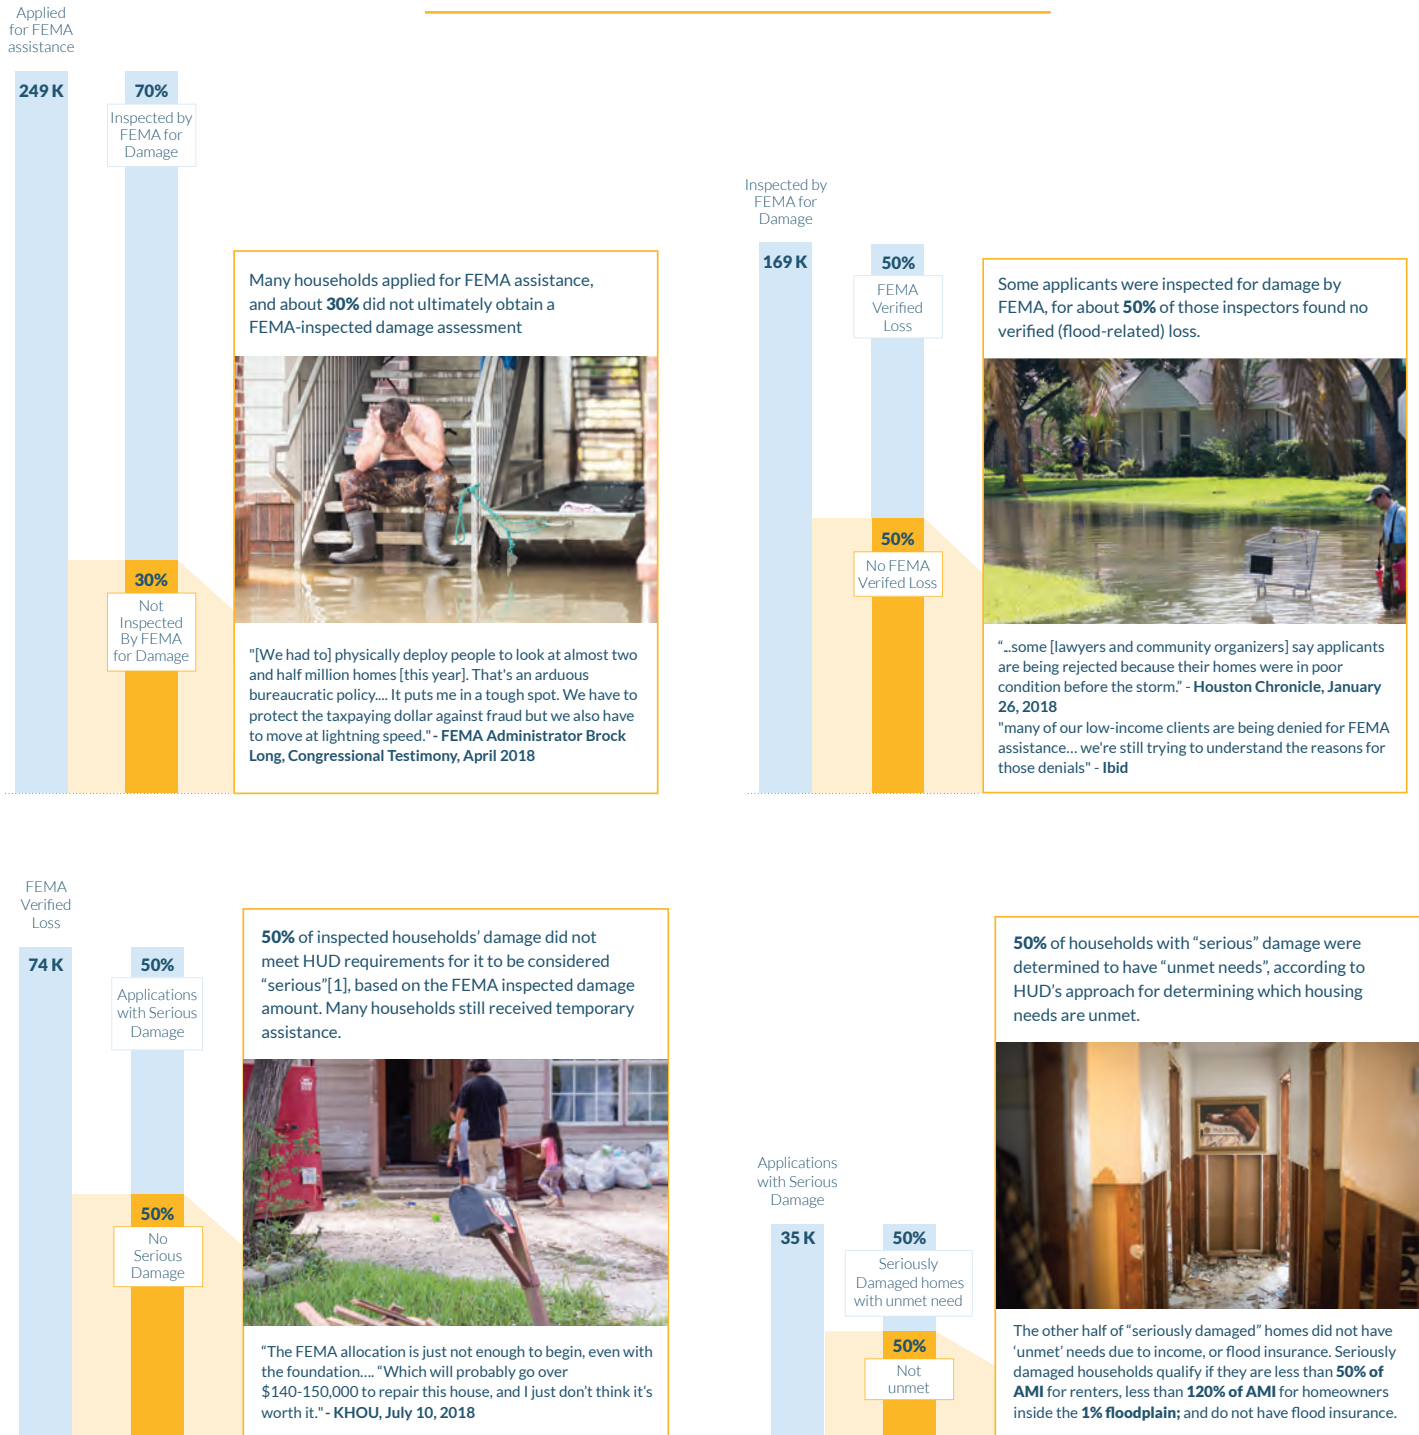 Applied
for FEMA
assistance
249 K
70%
Inspected by
FEMA for
Damage
30%
Not
Inspected
By FEMA
for Damage
Many households applied for FEMA assistance,
and about 30% did not ultimately obtain a
FEMA-inspected damage assessment
"[We had to] physically deploy people to look at almost two
and half million homes [this year]. That's an arduous
bureaucratic policy.... It puts me in a tough spot. We have to
protect the taxpaying dollar against fraud but we also have
to move at lightning speed." - FEMA Administrator Brock
Long, Congressional Testimony, April 2018
Inspected by
FEMA for
Damage
169 K
50%
FEMA
Verified
Loss
50%
No FEMA
Verifed Loss
Some applicants were inspected for damage by
FEMA, for about 50% of those inspectors found no
verified (flood-related) loss.
“...some [lawyers and community organizers] say applicants
are being rejected because their homes were in poor
condition before the storm.” - Houston Chronicle, January
26, 2018
"many of our low-income clients are being denied for FEMA
assistance... we're still trying to understand the reasons for
those denials" - Ibid
FEMA
Verified
Loss
74 K
50%
Applications
with Serious
Damage
50%
No
Serious
Damage
50% of inspected households’ damage did not
meet HUD requirements for it to be considered
“serious”[1], based on the FEMA inspected damage
amount. Many households still received temporary
assistance.
“The FEMA allocation is just not enough to begin, even with
the foundation.... “Which will probably go over
$140-150,000 to repair this house, and I just don’t think it’s
worth it." - KHOU, July 10, 2018
Applications
with Serious
Damage
35 K
50%
Seriously
Damaged homes
with unmet need
50%
Not
unmet
50% of households with “serious” damage were
determined to have “unmet needs”, according to
HUD’s approach for determining which housing
needs are unmet.
The other half of “seriously damaged” homes did not have
‘unmet’ needs due to income, or flood insurance. Seriously
damaged households qualify if they are less than 50% of
AMI for renters, less than 120% of AMI for homeowners
inside the 1% floodplain; and do not have flood insurance.